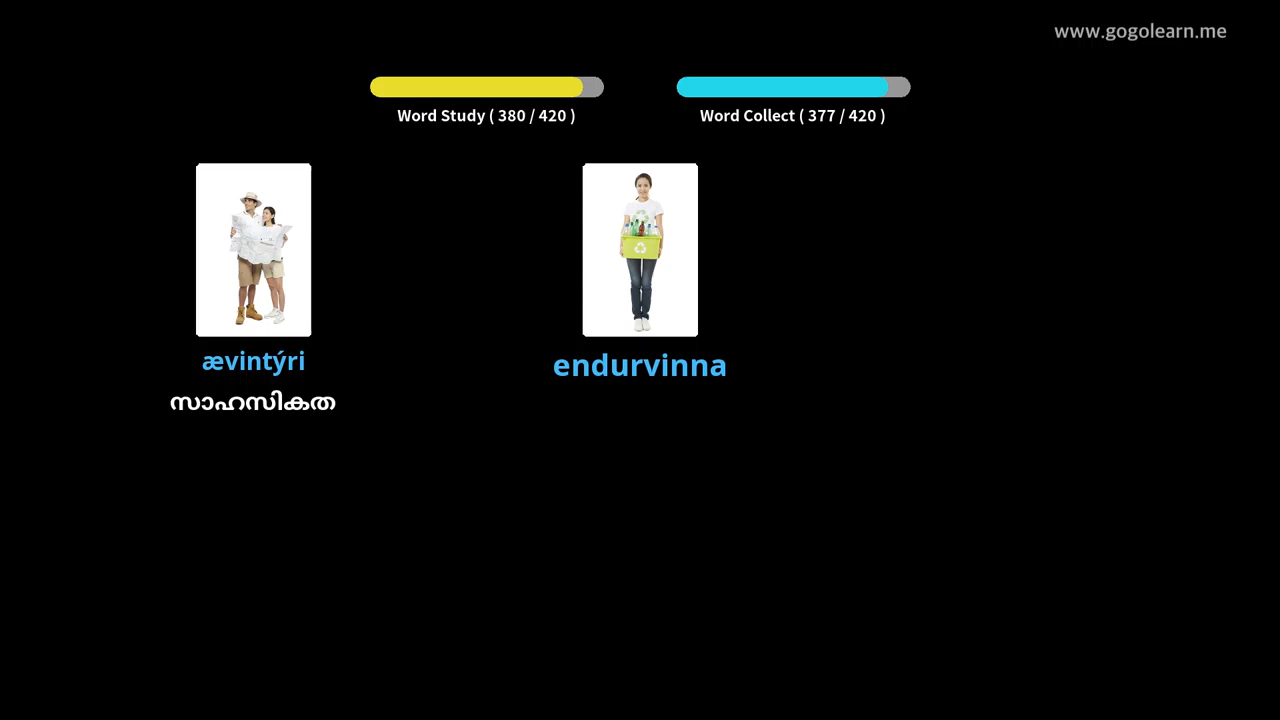 www.gogolearn.me
Word Study ( 380 / 420 )
Word Collect ( 377 / 420 )
ævintýri
സാഹസികത
endurvinna